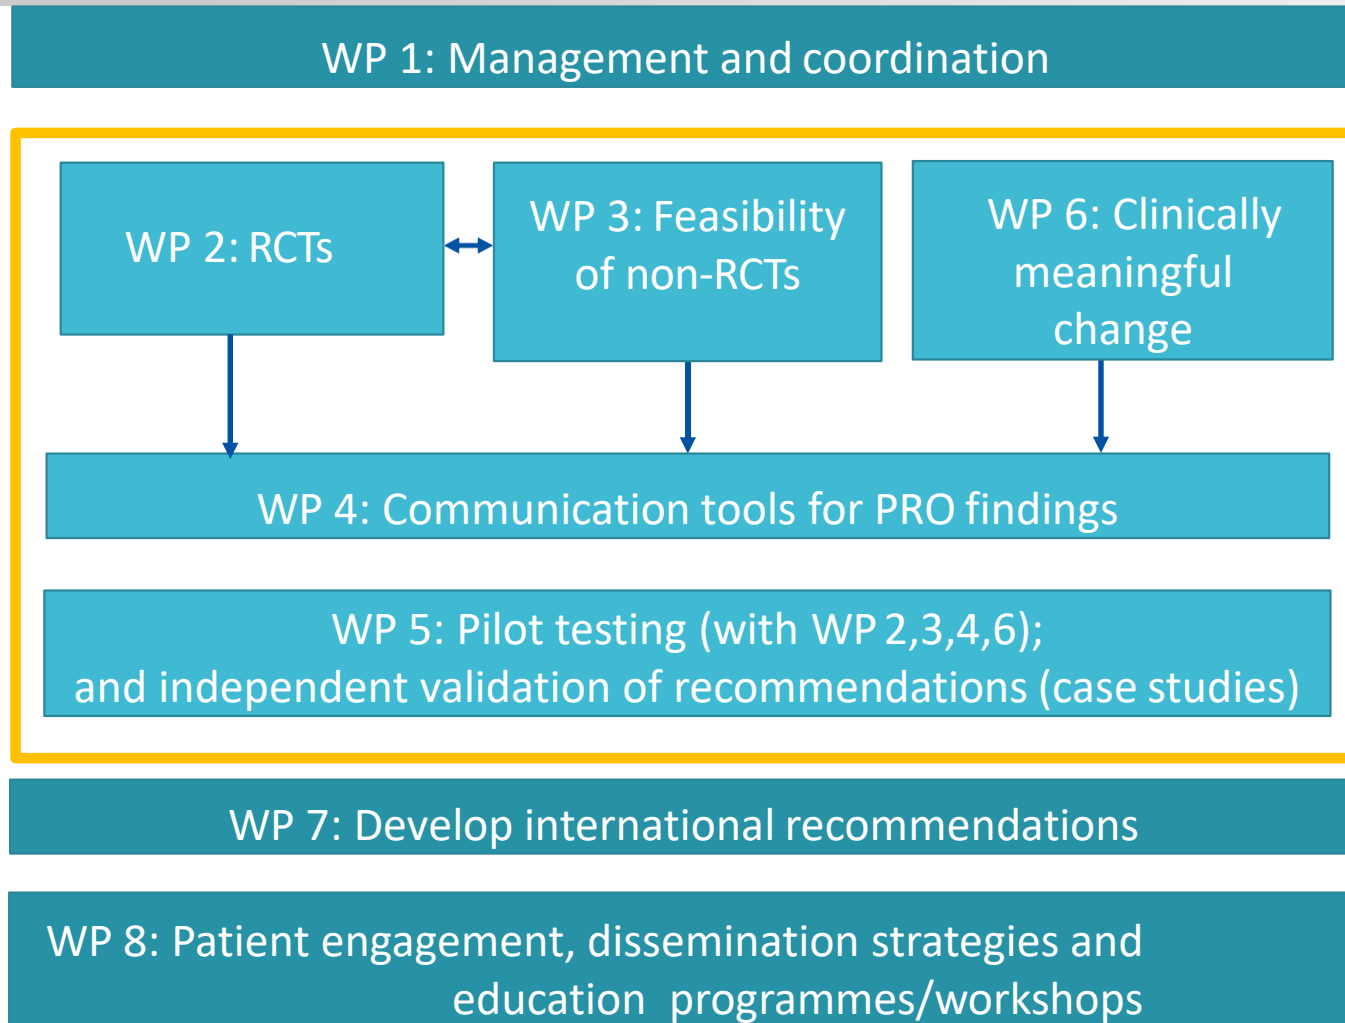 WP 1: Management and coordination
WP 2: RCTs
WP 3: Feasibility
of non-RCTs
WP 6: Clinically
meaningful
change
WP 4: Communication tools for PRO findings
WP 5: Pilot testing (with WP 2,3,4,6);
and independent validation of recommendations (case studies)
WP 7: Develop international recommendations
WP 8: Patient engagement, dissemination strategies and
education programmes/workshops